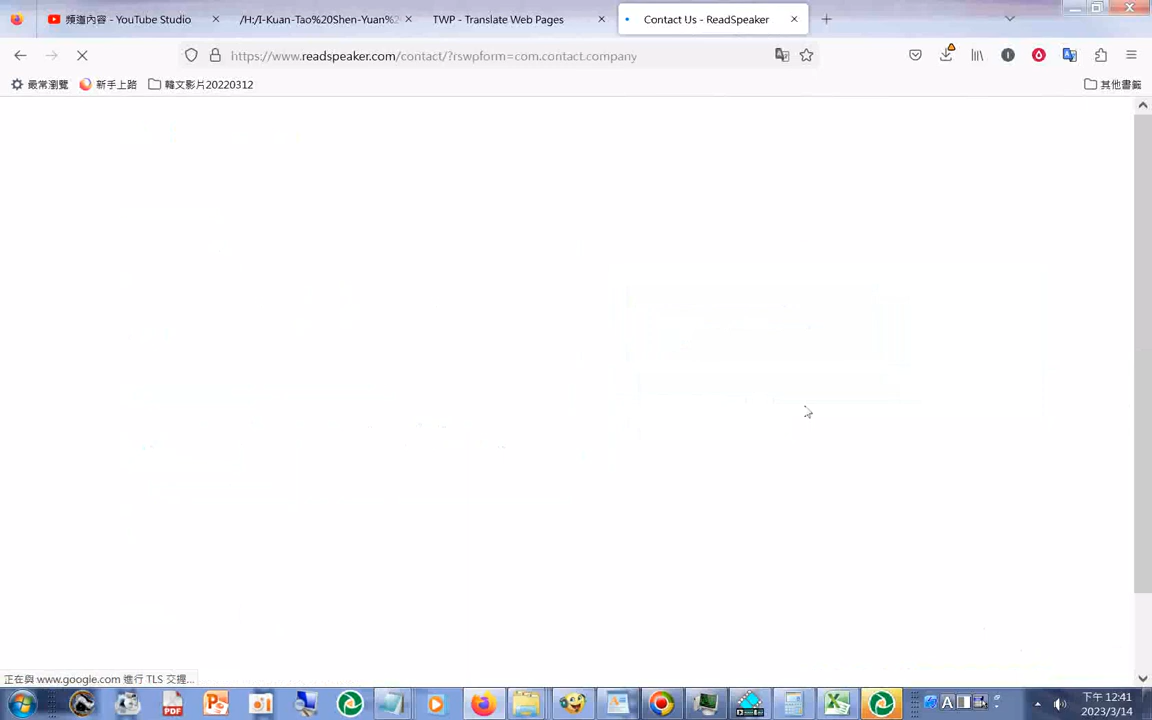 頻道內容 - YouTube Studio
/H:/I-Kuan-Tao%20Shen-Yuan%2
TWP - Translate Web Pages
Contact Us - ReadSpeaker
https://www.readspeaker.com/contact/?rswpform=com.contact.company
最常瀏覽
新手上路
韓文影片20220312
其他書籤
正在與 www.google.com 進行 TLS 交握...
下午 12:41
2023/3/14